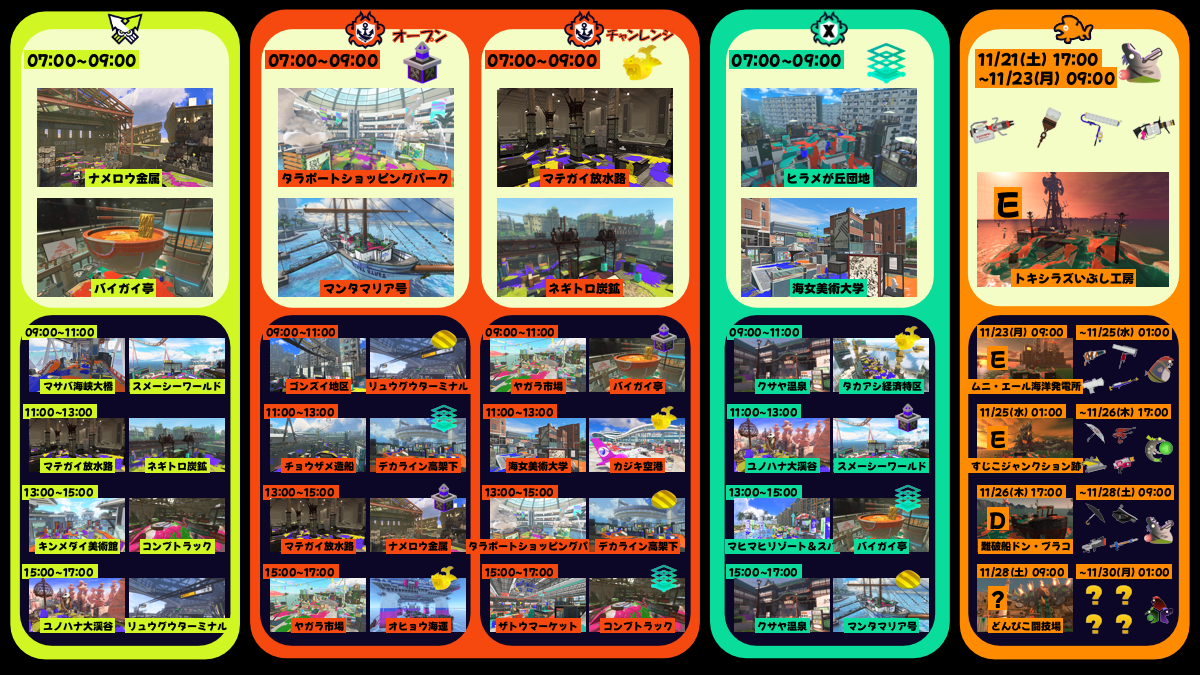 07:00~09:00
ナメロウ金属
バイガイ亭
09:00~11:00
マサバ海峡大橋
スメーシーワールド
11:00~13:00
マテガイ放水路
ネギトロ炭鉱
13:00~15:00
キンメダイ美術館
コンブトラック
15:00~17:00
ユノハナ大渓谷
リュウグウターミナル
オープン
07:00~09:00
タラポートショッピングパーク
マンタマリア号
チャレンジ
07:00~09:00
マテガイ放水路
ネギトロ炭鉱
09:00~11:00
ゴンズイ地区
リュウグウターミナル
11:00~13:00
チョウザメ造船
デカライン高架下
13:00~15:00
マテガイ放水路
ナメロウ金属
15:00~17:00
ヤガラ市場
オヒョウ海運
09:00~11:00
ヤガラ市場
バイガイ亭
11:00~13:00
海女美術大学
カジキ空港
13:00~15:00
タラポートショッピングパ
デカライン高架下
15:00~17:00
ザトウマーケット
コンブトラック
X
07:00~09:00
ヒラメが丘団地
海女美術大学
09:00~11:00
クサヤ温泉
タカアシ経済特区
11:00~13:00
ユノハナ大渓谷
スメーシーワールド
13:00~15:00
マヒマヒリゾート&スパ
バイガイ亭
15:00~17:00
クサヤ温泉
マンタマリア号
11/21(土) 17:00
~11/23(月) 09:00
E
トキシラズいぶし工房
11/23(月) 09:00 ~11/25(水) 01:00
E
ムニ・エール海洋発電所
11/25(水) 01:00 ~11/26(木) 17:00
E
すじこジャンクション跡
11/26(木) 17:00 ~11/28(土) 09:00
D
難破船ドン・ブラコ
11/28(土) 09:00 ~11/30(月) 01:00
?
? ?
? ?
どんぴこ闘技場